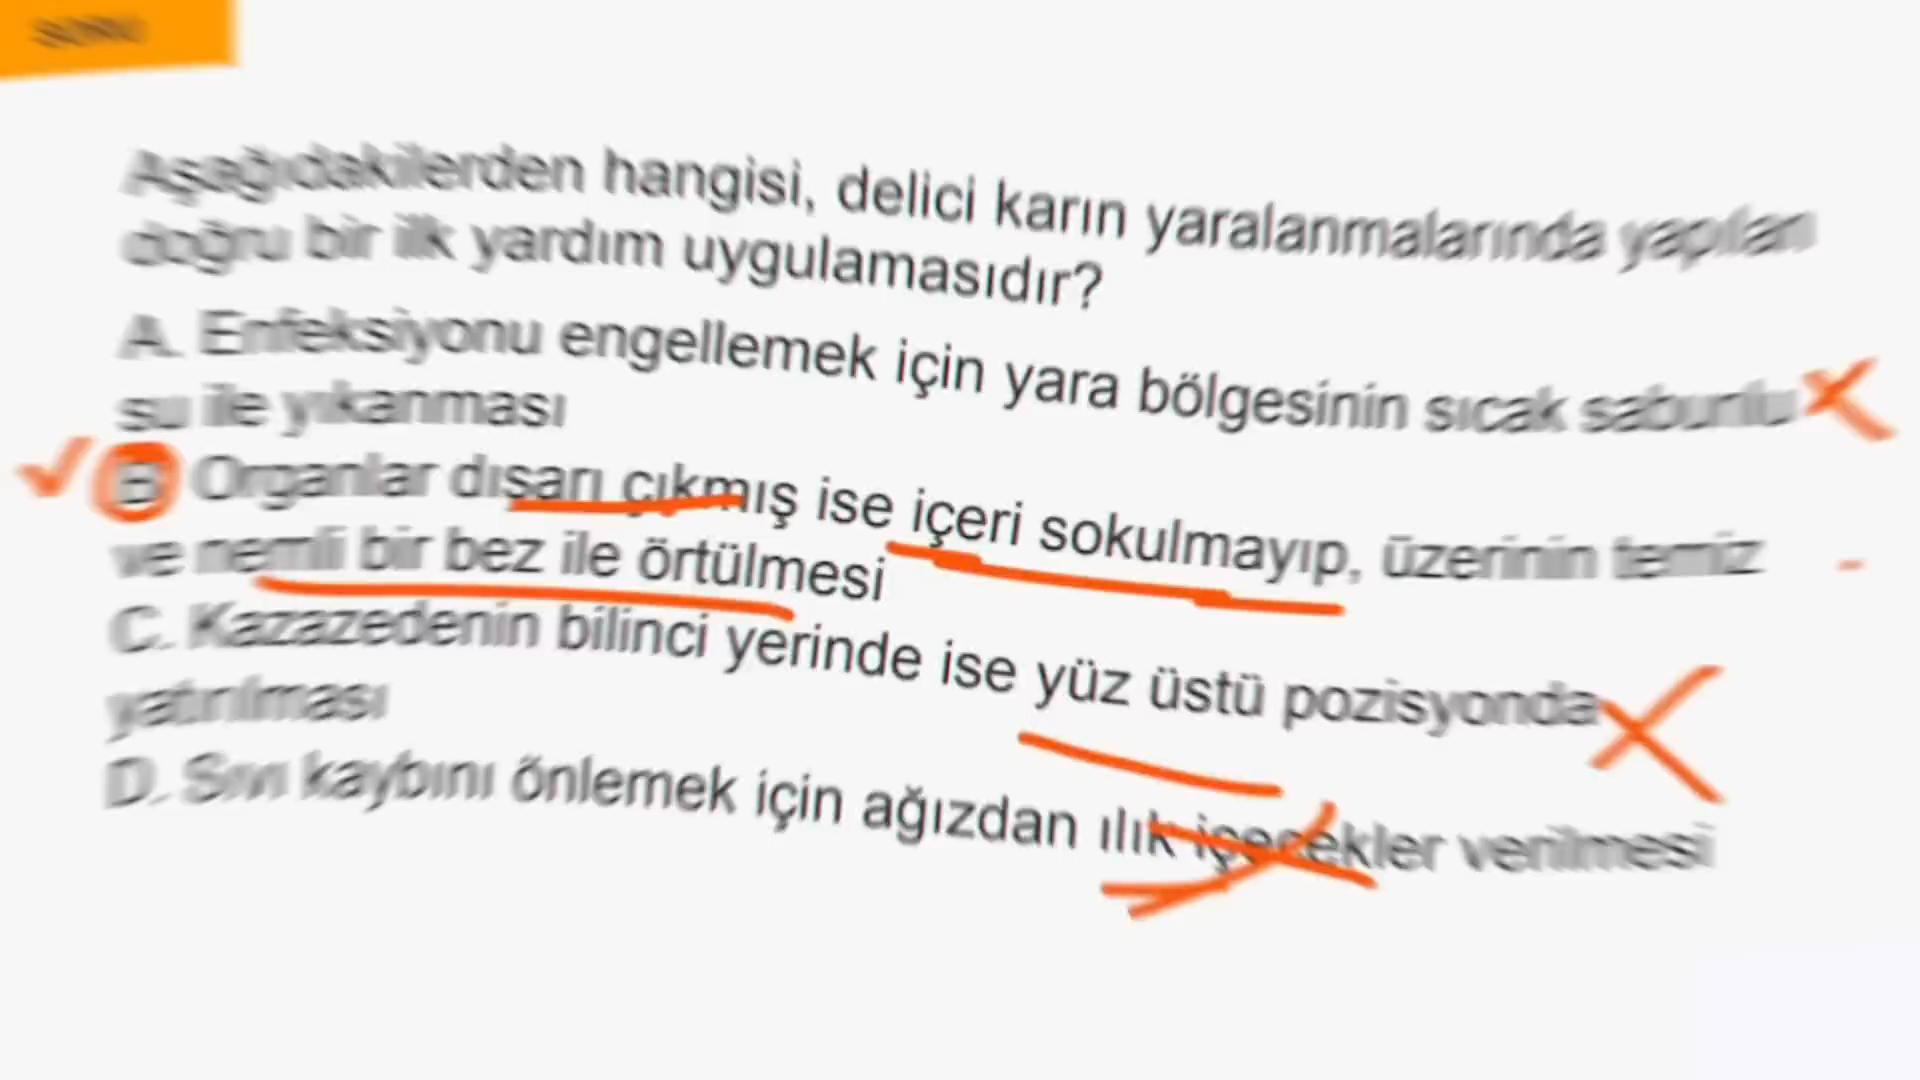 SORU
Aşağıdakilerden hangisi, delici karın yaralanmalarında yapılan
doğru bir ilk yardım uygulamasıdır?
A. Enfeksiyonu engellemek için yara bölgesinin sıcak sabunlu
su ile yıkanması
B Organlar dışarı çıkmış ise içeri sokulmayıp, üzerinin temiz
ve nemli bir bez ile örtülmesi
C. Kazazedenin bilinci yerinde ise yüz üstü pozisyonda
yatırılması
D. Sıvı kaybını önlemek için ağızdan ılık içecekler verilmesi